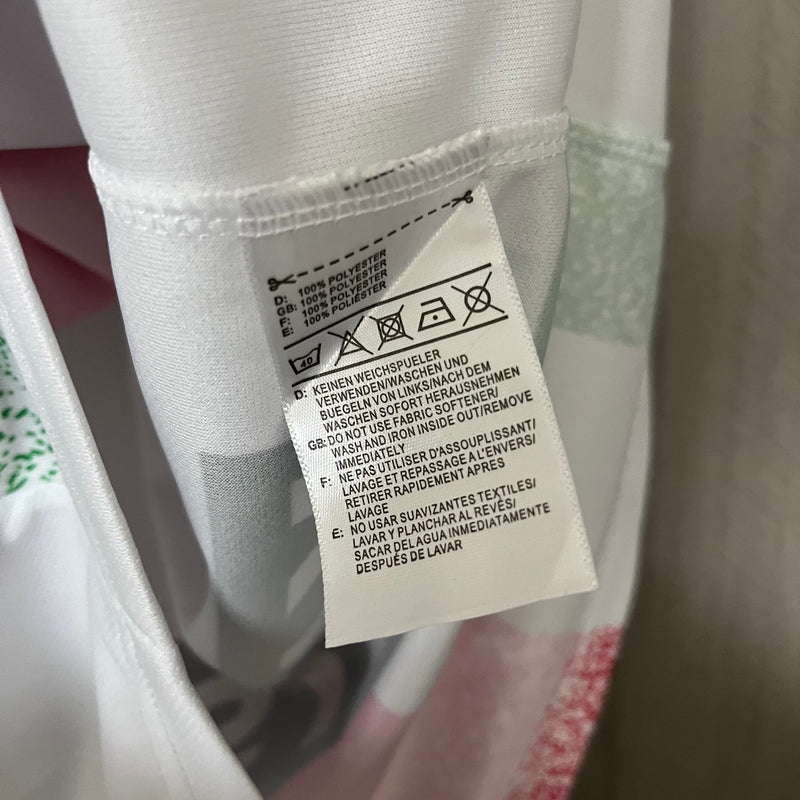 D: 100% POLYESTER
GB: 100% POLYESTER
F: 100% POLYESTER
E: 100% POLIÉSTER
40
D: KEINEN WEICHSPUELER
VERWENDEN/WASCHEN UND
BUEGELN VON LINKS/NACH DEM
WASCHEN SOFORT HERAUSNEHMEN
GB: DO NOT USE FABRIC SOFTENER/
WASH AND IRON INSIDE OUT/REMOVE
IMMEDIATELY
F: NE PAS UTILISER D'ASSOUPLISSANT/
LAVAGE ET REPASSAGE A L'ENVERS/
RETIRER RAPIDEMENT APRES
LAVAGE
E: NO USAR SUAVIZANTES TEXTILES/
LAVAR Y PLANCHAR AL REVÉS/
SACAR DEL AGUA INMEDIATAMENTE
DESPUÉS DE LAVAR